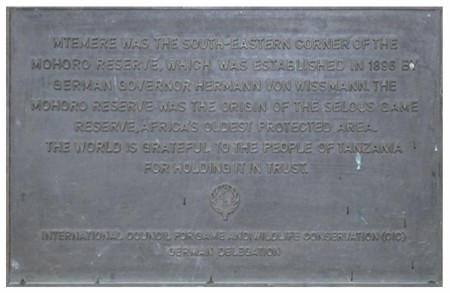 MTEMERE WAS THE SOUTH-EASTERN CORNER OF THE
MOHORO RESERVE, WHICH WAS ESTABLISHED IN 1896 BY
GERMAN GOVERNOR HERMANN VON WISSMANN. THE
MOHORO RESERVE WAS THE ORIGIN OF THE SELOUS GAME
RESERVE, AFRICA'S OLDEST PROTECTED AREA.
THE WORLD IS GRATEFUL TO THE PEOPLE OF TANZANIA
FOR HOLDING IT IN TRUST.
INTERNATIONAL COUNCIL FOR GAME AND WILDLIFE CONSERVATION (CIC)
GERMAN DELEGATION